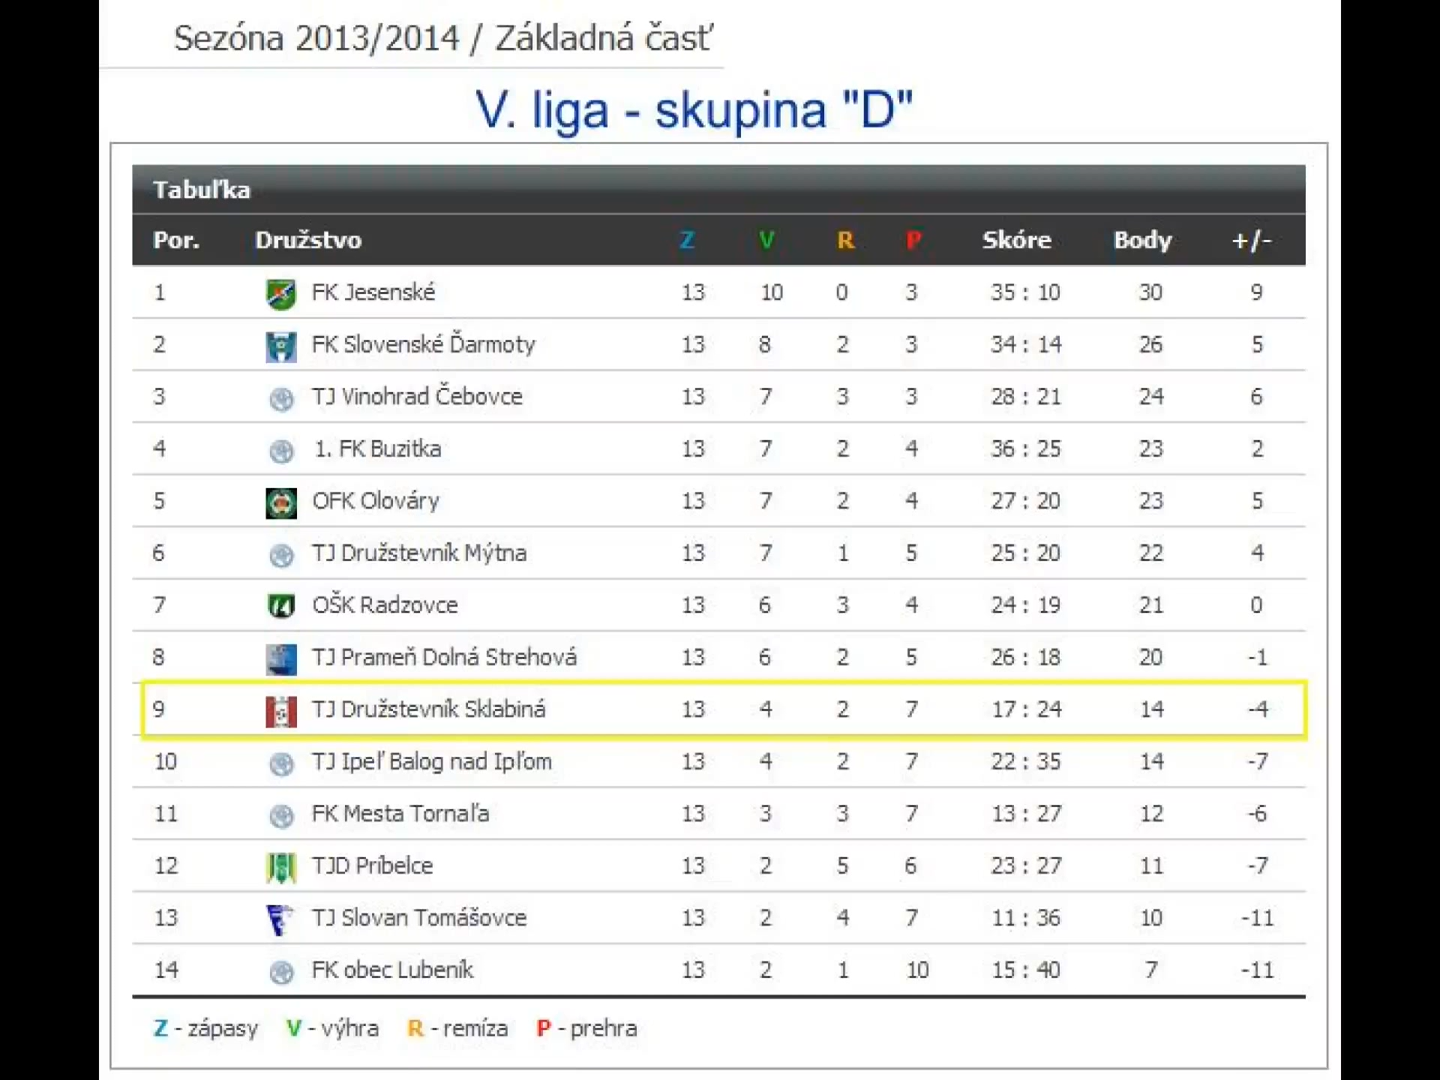 Sezóna 2013/2014 / Základná časť
V. liga - skupina "D"
Tabuľka
Por. Družstvo Z V R P Skóre Body +/-
1 FK Jesenské 13 10 0 3 35 : 10 30 9
2 FK Slovenské Ďarmoty 13 8 2 3 34 : 14 26 5
3 TJ Vinohrad Čebovce 13 7 3 3 28 : 21 24 6
4 1. FK Buzitka 13 7 2 4 36 : 25 23 2
5 OFK Olováry 13 7 2 4 27 : 20 23 5
6 TJ Družstevník Mýtna 13 7 1 5 25 : 20 22 4
7 OŠK Radzovce 13 6 3 4 24 : 19 21 0
8 TJ Prameň Dolná Strehová 13 6 2 5 26 : 18 20 -1
9 TJ Družstevník Sklabiná 13 4 2 7 17 : 24 14 -4
10 TJ Ipeľ Balog nad Ipľom 13 4 2 7 22 : 35 14 -7
11 FK Mesta Tornaľa 13 3 3 7 13 : 27 12 -6
12 TJD Príbelce 13 2 5 6 23 : 27 11 -7
13 TJ Slovan Tomášovce 13 2 4 7 11 : 36 10 -11
14 FK obec Lubeník 13 2 1 10 15 : 40 7 -11
Z - zápasy V - výhra R - remíza P - prehra